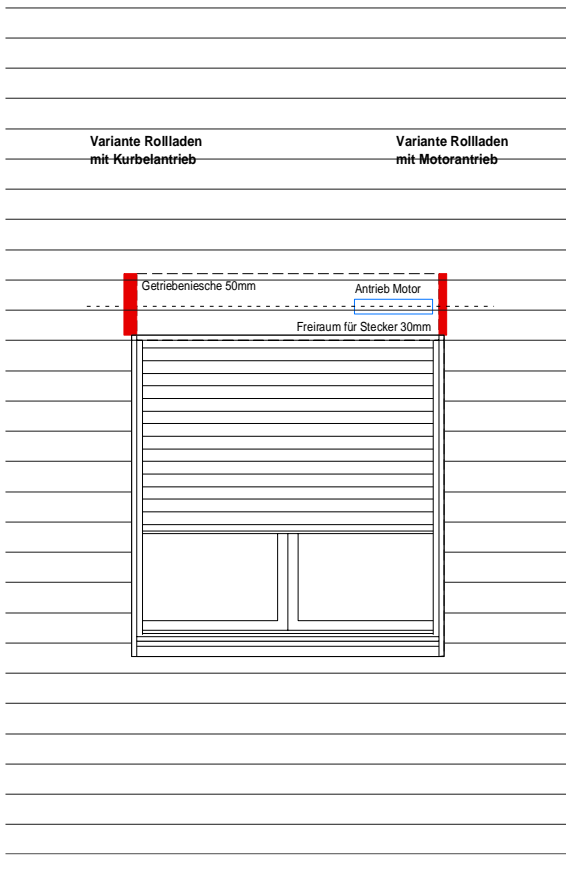 Variante Rollladen
mit Kurbelantrieb
Variante Rollladen
mit Motorantrieb
Getriebeniesche 50mm
Antrieb Motor
Freiraum für Stecker 30mm